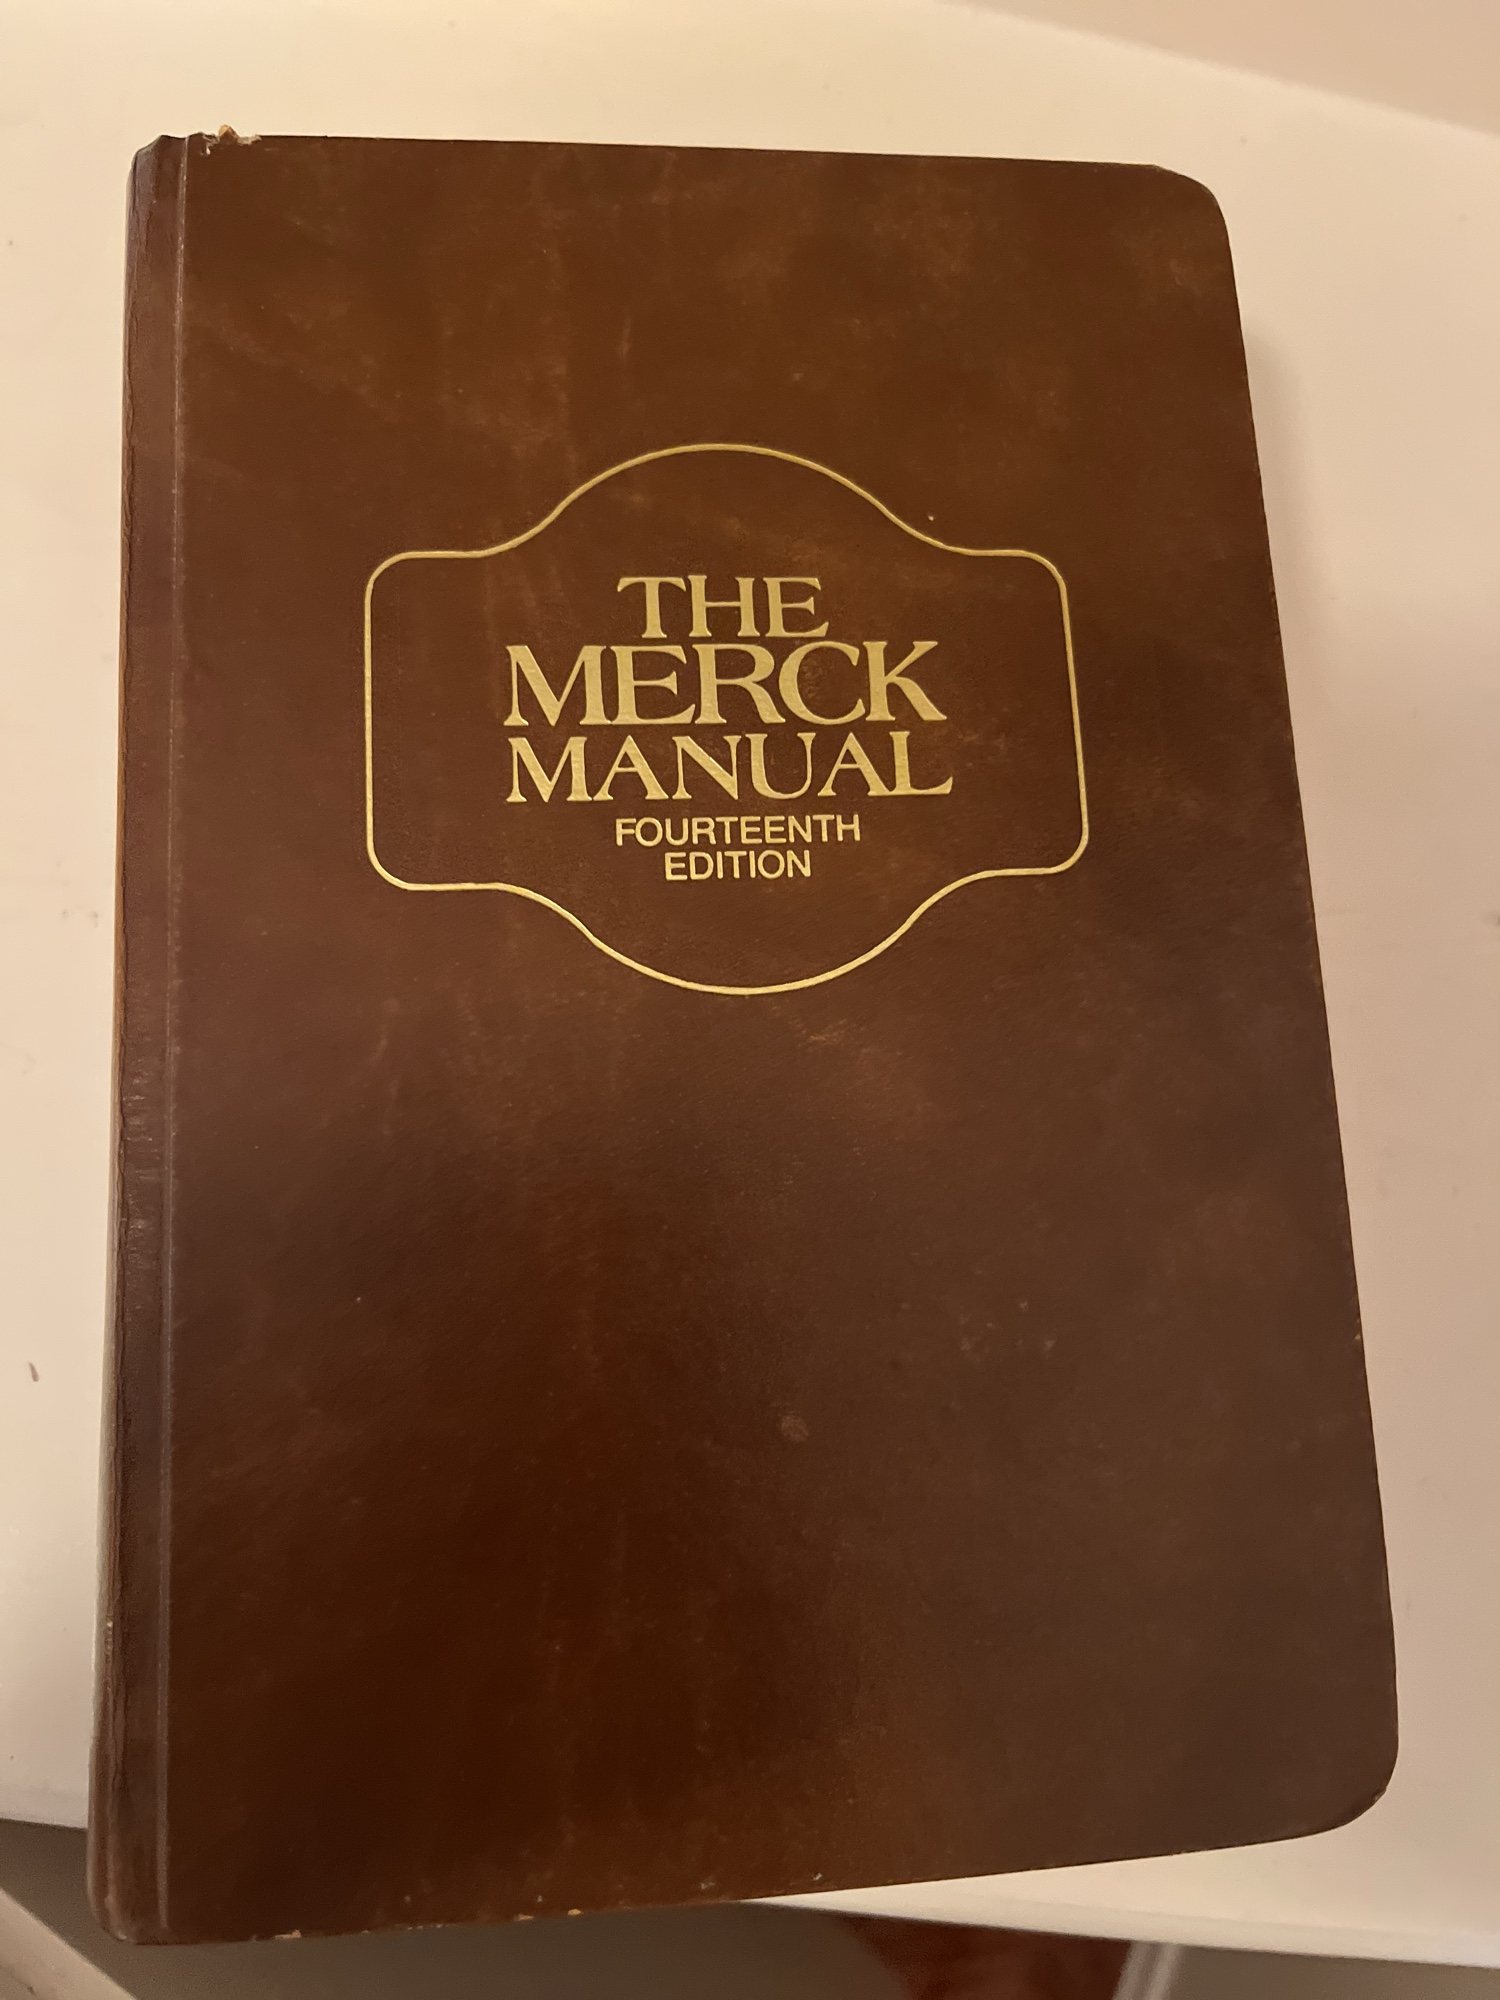 THE
MERCK
MANUAL
FOURTEENTH
EDITION